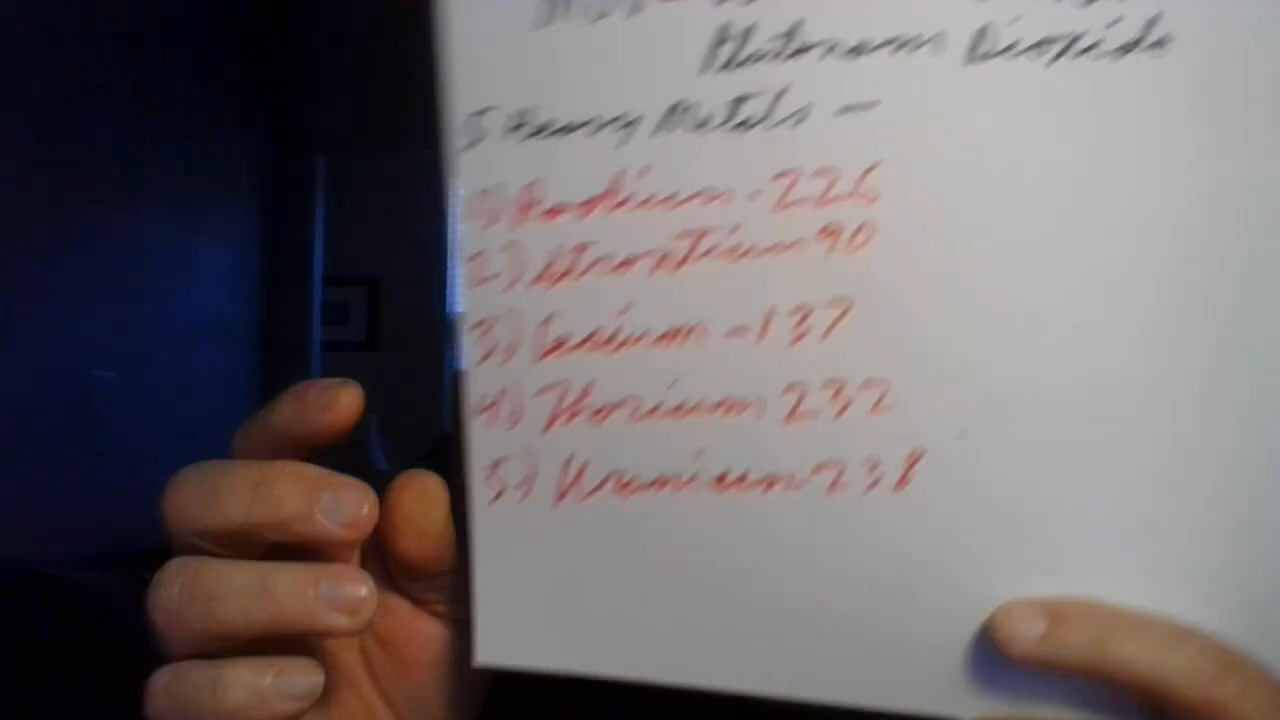 Plutonium Dioxide
5 Heavy Metals -
1) Radium - 226
2) Strontium 90
3) Cesium - 137
4) Thorium 232
5) Uranium 238